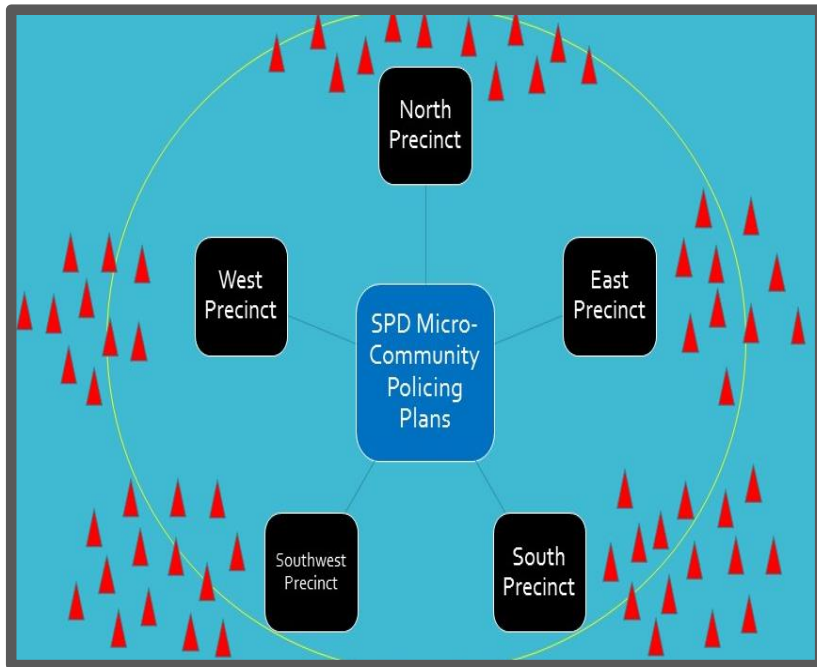 North
Precinct
West
Precinct
East
Precinct
SPD Micro-
Community
Policing
Plans
Southwest
Precinct
South
Precinct